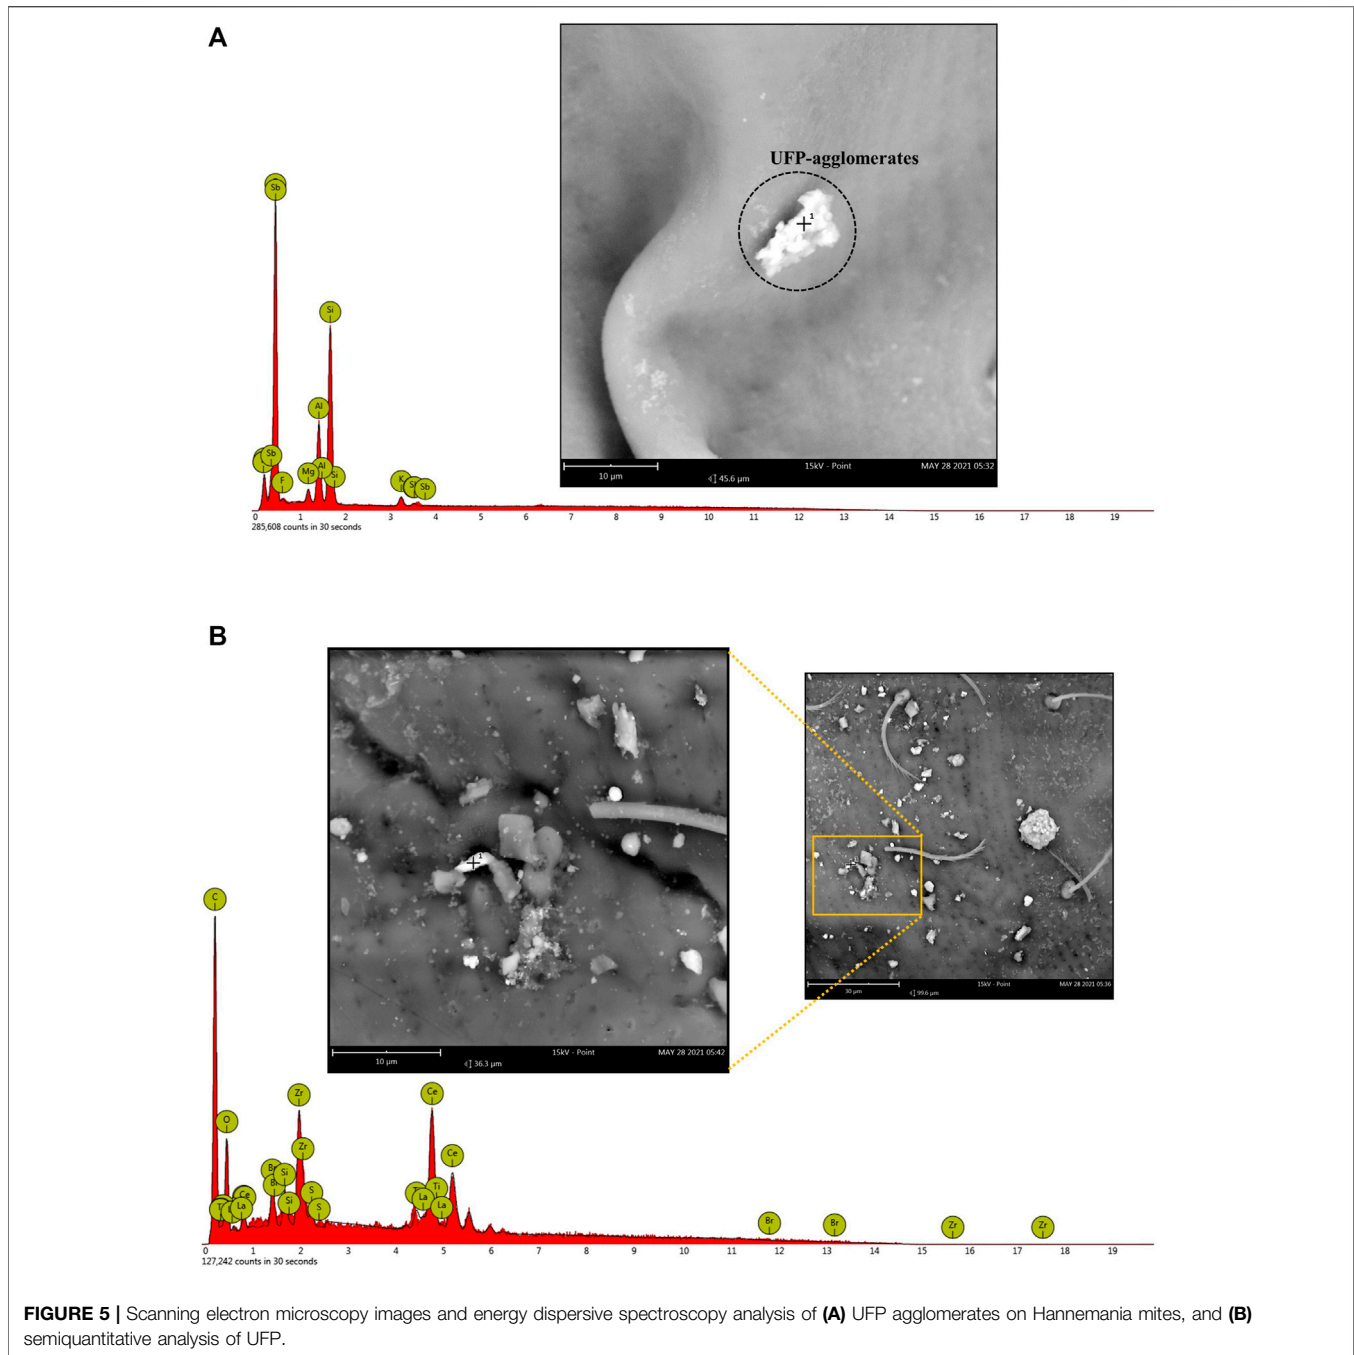 A
UFP-agglomerates
1
10 µm
45.6 µm
15kV - Point
MAY 28 2021 05:32
Sb
Si
Al
Sb
F
Mg
Al
Si
K
Sb
0 1 2 3 4 5 6 7 8 9 10 11 12 13 14 15 16 17 18 19
285,608 counts in 30 seconds
B
1
10 µm
36.3 µm
15kV - Point
MAY 28 2021 05:42
30 µm
99.6 µm
15kV - Point
MAY 28 2021 05:36
C
O
Zr
Zr
Br
Si
Si
S
S
Ce
La
Ce
Ti
La
La
Ce
Br
Br
Zr
Zr
0 1 2 3 4 5 6 7 8 9 10 11 12 13 14 15 16 17 18 19
127,242 counts in 30 seconds
FIGURE 5 | Scanning electron microscopy images and energy dispersive spectroscopy analysis of (A) UFP agglomerates on Hannemania mites, and (B)
semiquantitative analysis of UFP.